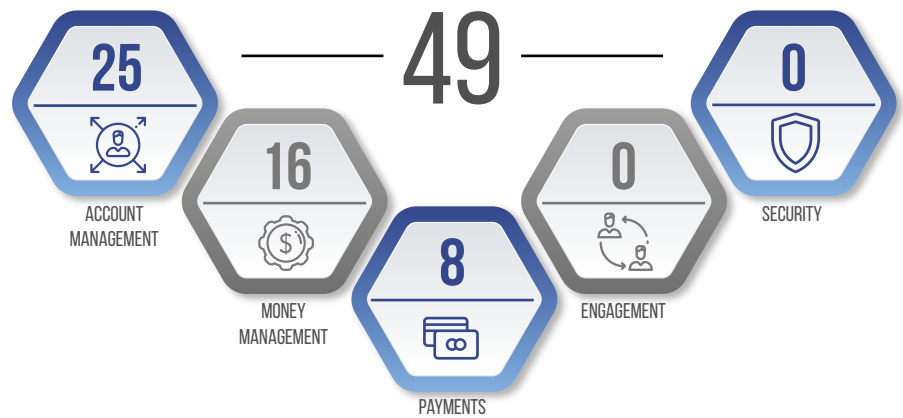 49
25
ACCOUNT
MANAGEMENT
16
$
MONEY
MANAGEMENT
8
PAYMENTS
0
ENGAGEMENT
0
SECURITY